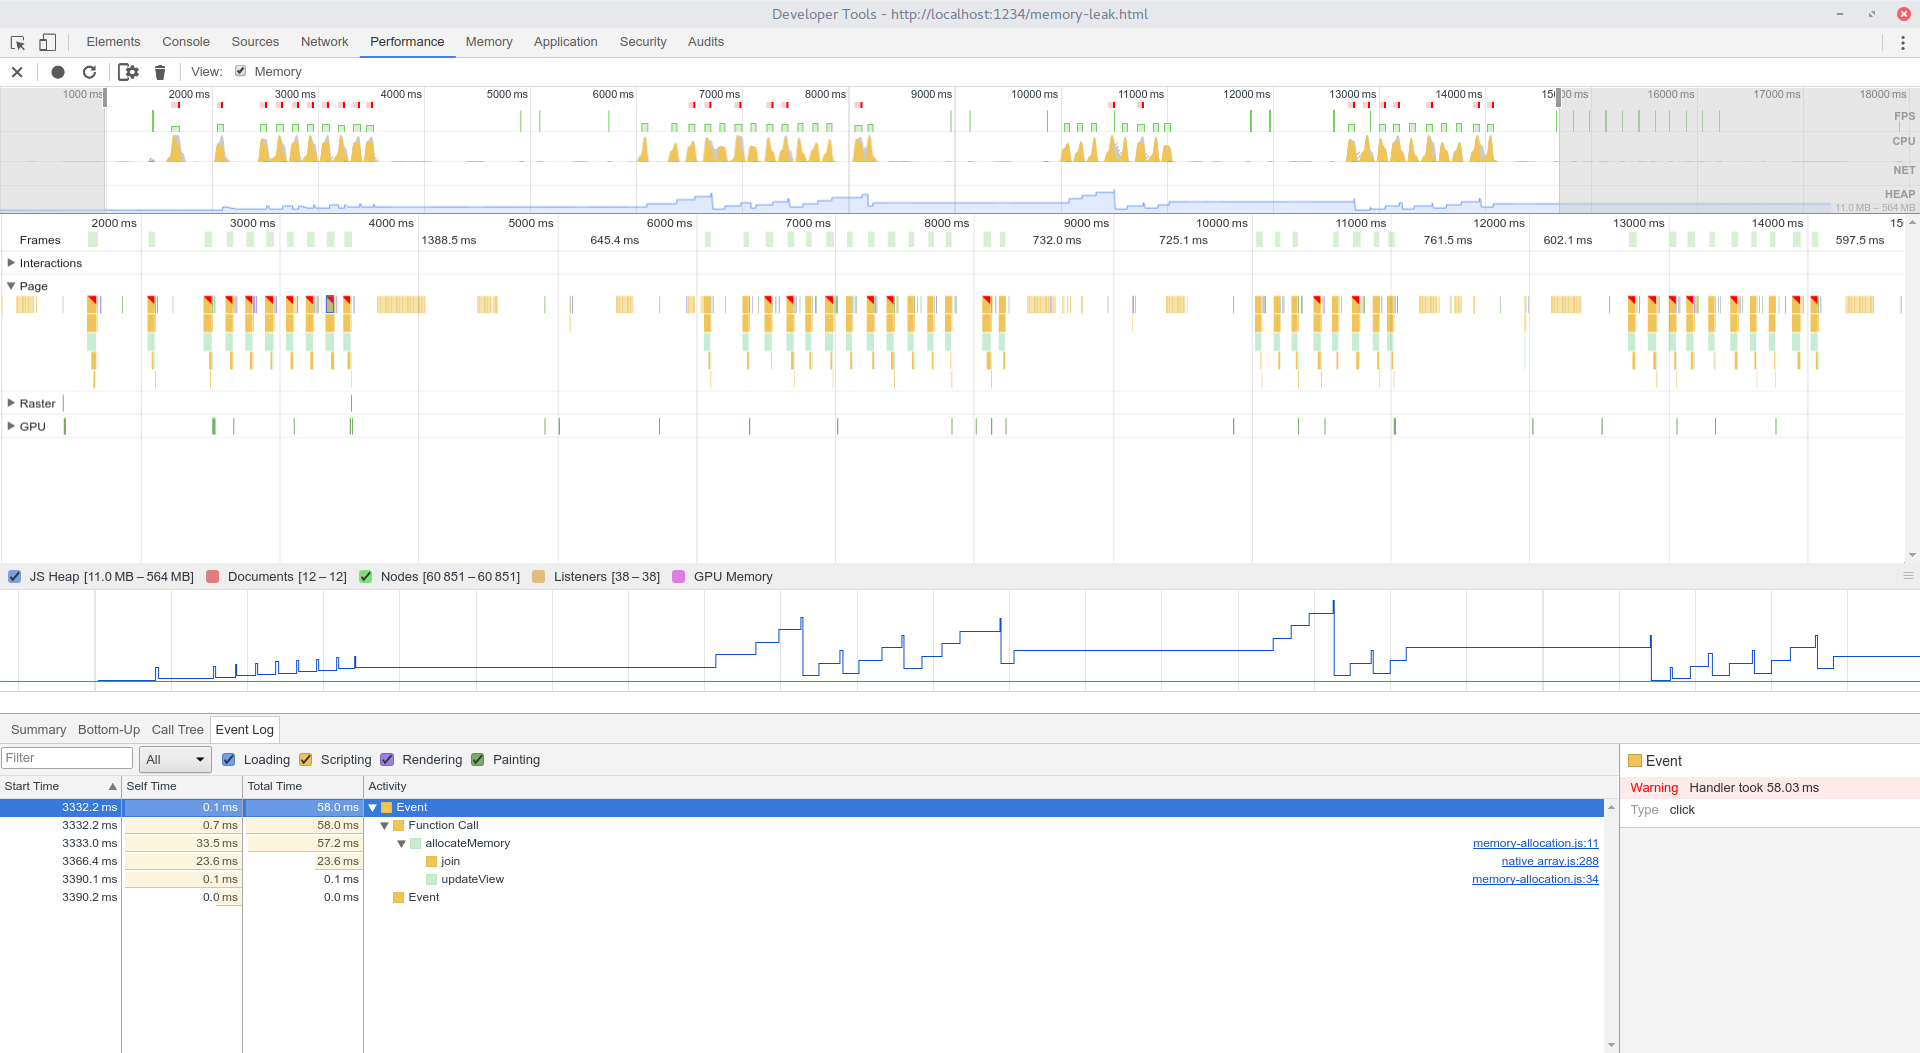 Developer Tools - http://localhost:1234/memory-leak.html
Elements Console Sources Network Performance Memory Application Security Audits
View: Memory
1000 ms 2000 ms 3000 ms 4000 ms 5000 ms 6000 ms 7000 ms 8000 ms 9000 ms 10000 ms 11000 ms 12000 ms 13000 ms 14000 ms 15000 ms 16000 ms 17000 ms 18000 ms
FPS
CPU
NET
HEAP
11.0 MB – 564 MB
2000 ms 3000 ms 4000 ms 5000 ms 6000 ms 7000 ms 8000 ms 9000 ms 10000 ms 11000 ms 12000 ms 13000 ms 14000 ms 15
Frames 1388.5 ms 645.4 ms 732.0 ms 725.1 ms 761.5 ms 602.1 ms 597.5 ms
Interactions
Page
Raster
GPU
JS Heap [11.0 MB – 564 MB] Documents [12 – 12] Nodes [60 851 – 60 851] Listeners [38 – 38] GPU Memory
Summary Bottom-Up Call Tree Event Log
Filter All Loading Scripting Rendering Painting
Start Time Self Time Total Time Activity
3332.2 ms 0.1 ms 58.0 ms Event
3332.2 ms 0.7 ms 58.0 ms Function Call
3333.0 ms 33.5 ms 57.2 ms allocateMemory memory-allocation.js:11
3366.4 ms 23.6 ms 23.6 ms join native array.js:288
3390.1 ms 0.1 ms 0.1 ms updateView memory-allocation.js:34
3390.2 ms 0.0 ms 0.0 ms Event
Event
Warning Handler took 58.03 ms
Type click